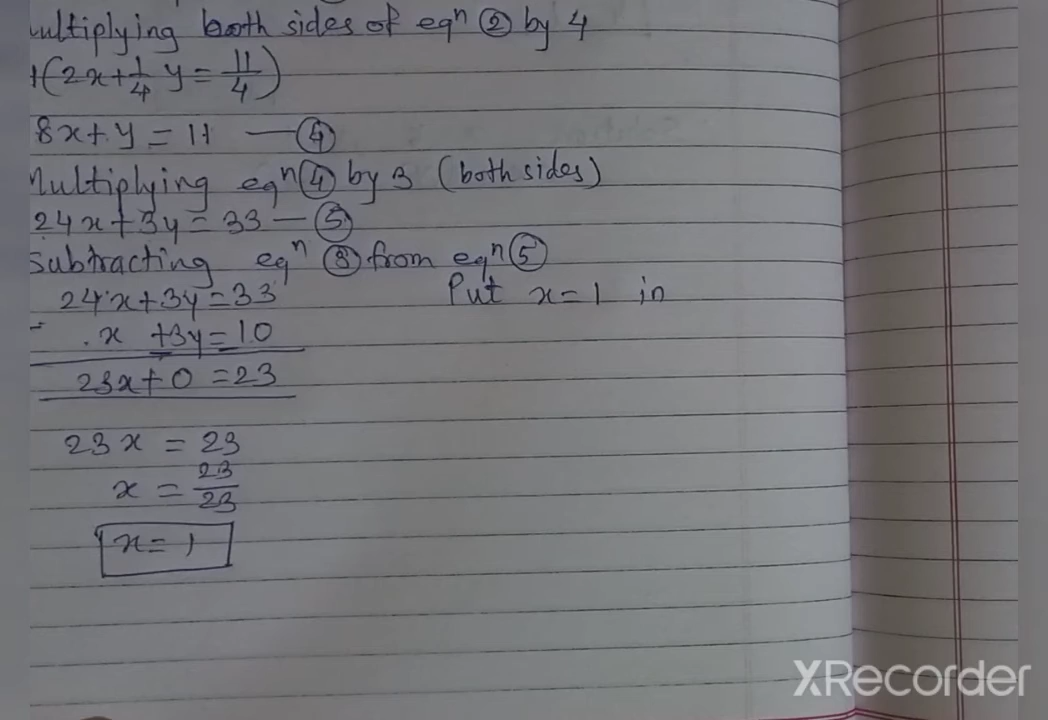 ultiplying both sides of eqⁿ ② by 4
4(2x+1/4 y = 11/4)
8x+y = 11 — ④
Multiplying eqⁿ ④ by 3 (both sides)
24x+3y = 33 — ⑤
Subtracting eqⁿ ③ from eqⁿ ⑤
24x+3y=33
- x +3y=10
23x+0 =23
23x = 23
x = 23/23
x=1
Put x=1 in
XRecorder